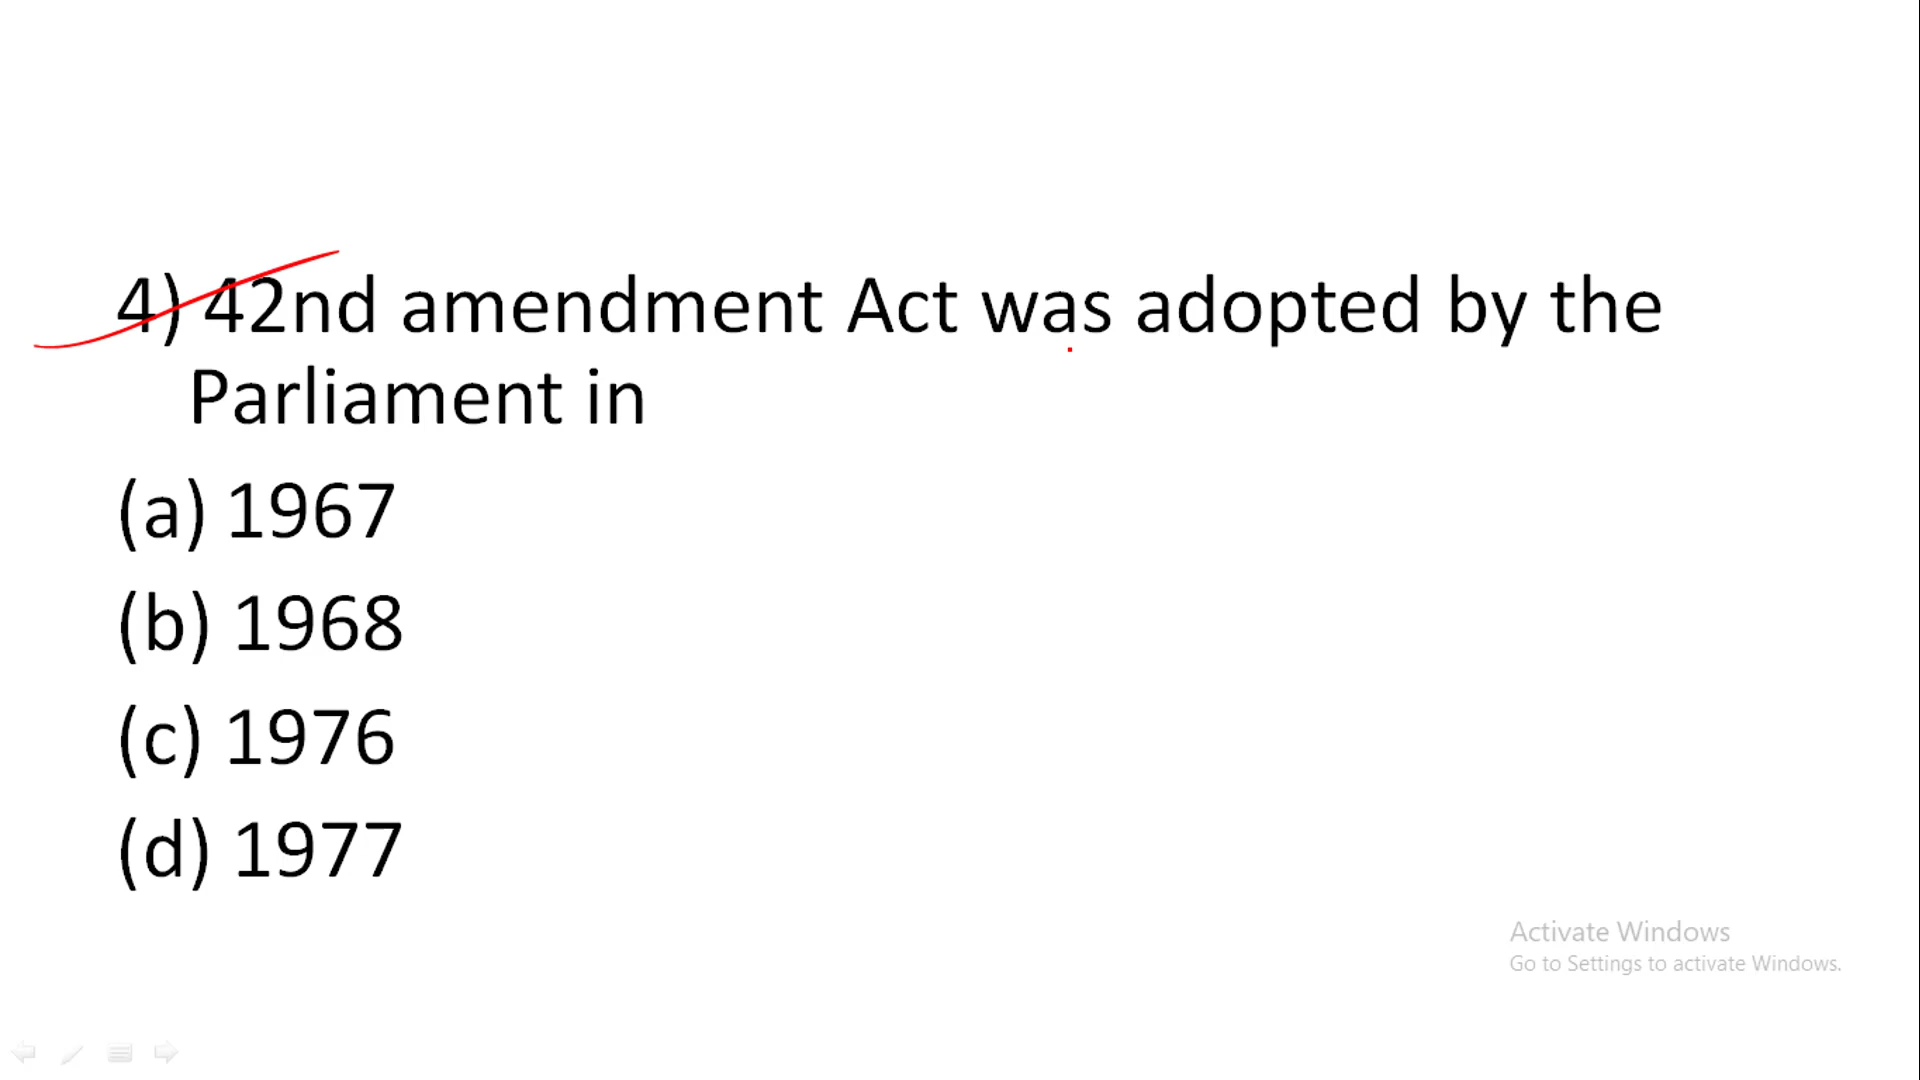 4) 42nd amendment Act was adopted by the
Parliament in
(a) 1967
(b) 1968
(c) 1976
(d) 1977
Activate Windows
Go to Settings to activate Windows.